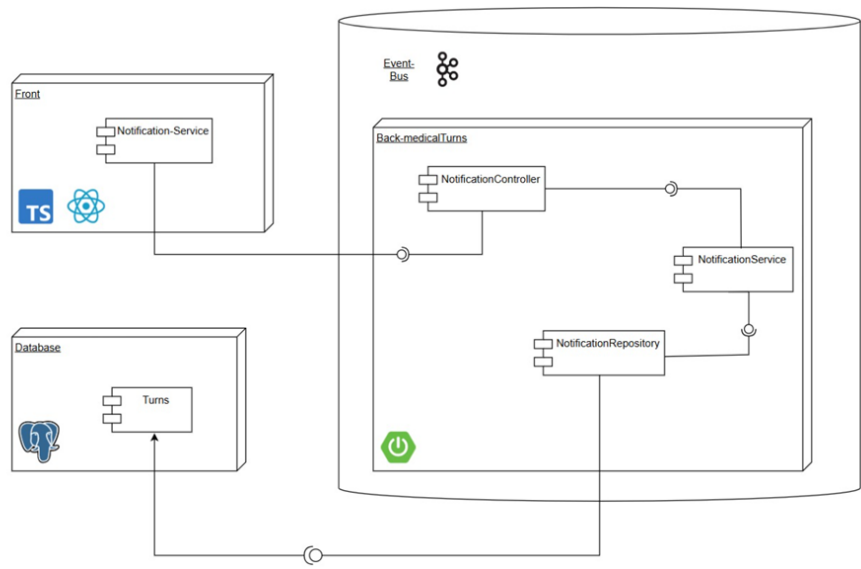 Event-
Bus
Front
Notification-Service
TS
Back-medicalTurns
NotificationController
NotificationService
NotificationRepository
Database
Turns